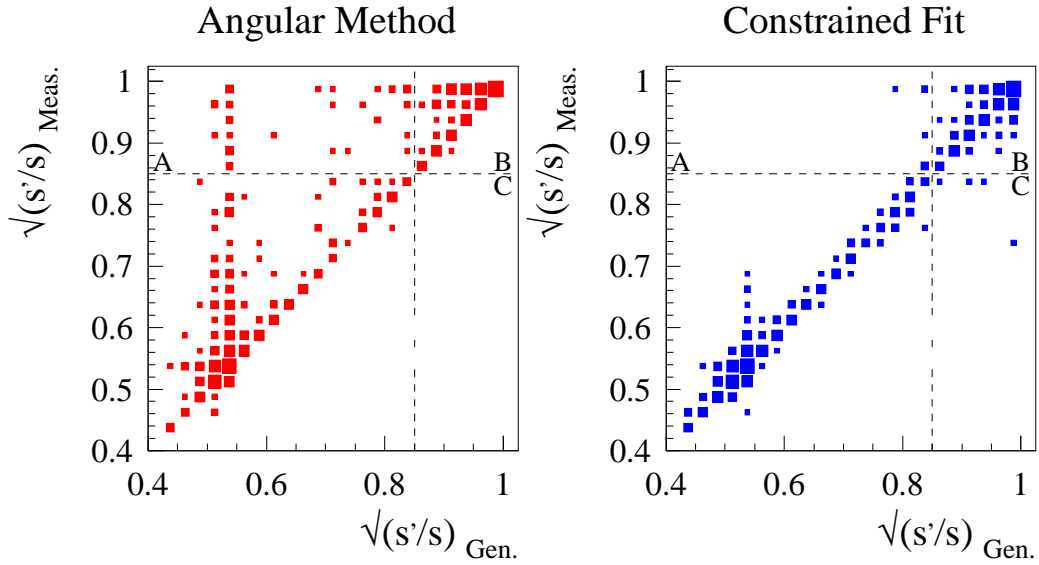 Angular Method
Constrained Fit
√(s'/s) Meas.
1
0.9
0.8
0.7
0.6
0.5
0.4
A
B
C
0.4
0.6
0.8
1
√(s'/s) Gen.
√(s'/s) Meas.
1
0.9
0.8
0.7
0.6
0.5
0.4
A
B
C
0.4
0.6
0.8
1
√(s'/s) Gen.